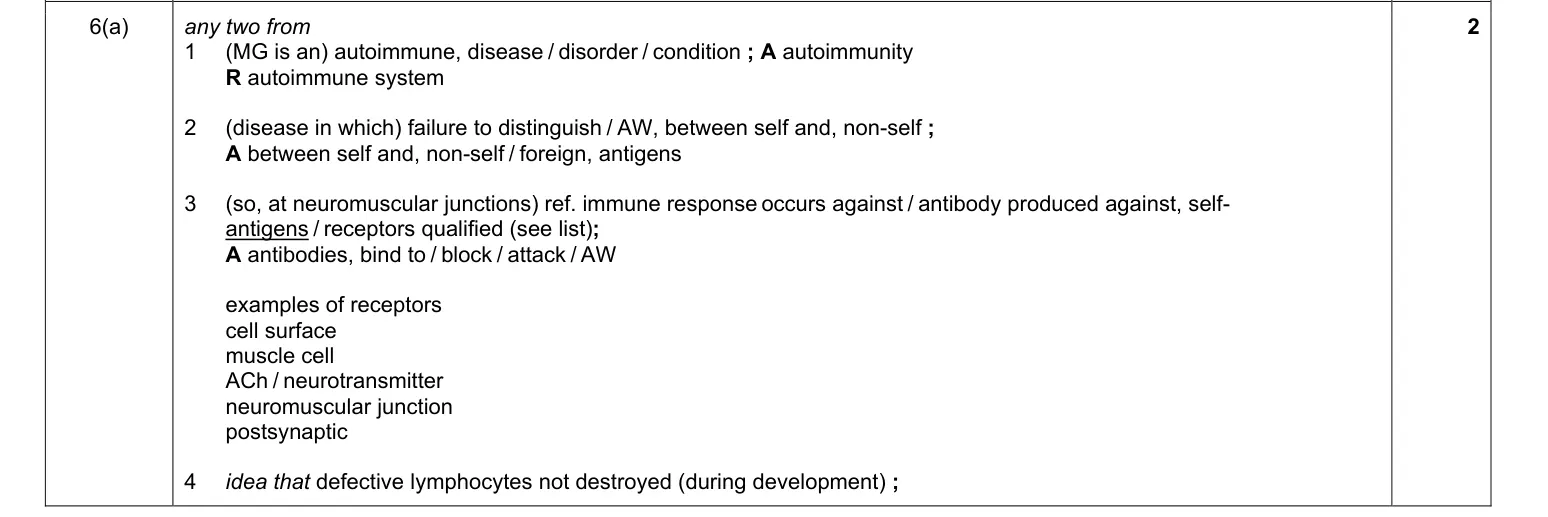 6(a) any two from 2
1 (MG is an) autoimmune, disease / disorder / condition ; A autoimmunity
R autoimmune system
2 (disease in which) failure to distinguish / AW, between self and, non-self ;
A between self and, non-self / foreign, antigens
3 (so, at neuromuscular junctions) ref. immune response occurs against / antibody produced against, self-
antigens / receptors qualified (see list);
A antibodies, bind to / block / attack / AW
examples of receptors
cell surface
muscle cell
ACh / neurotransmitter
neuromuscular junction
postsynaptic
4 idea that defective lymphocytes not destroyed (during development) ;